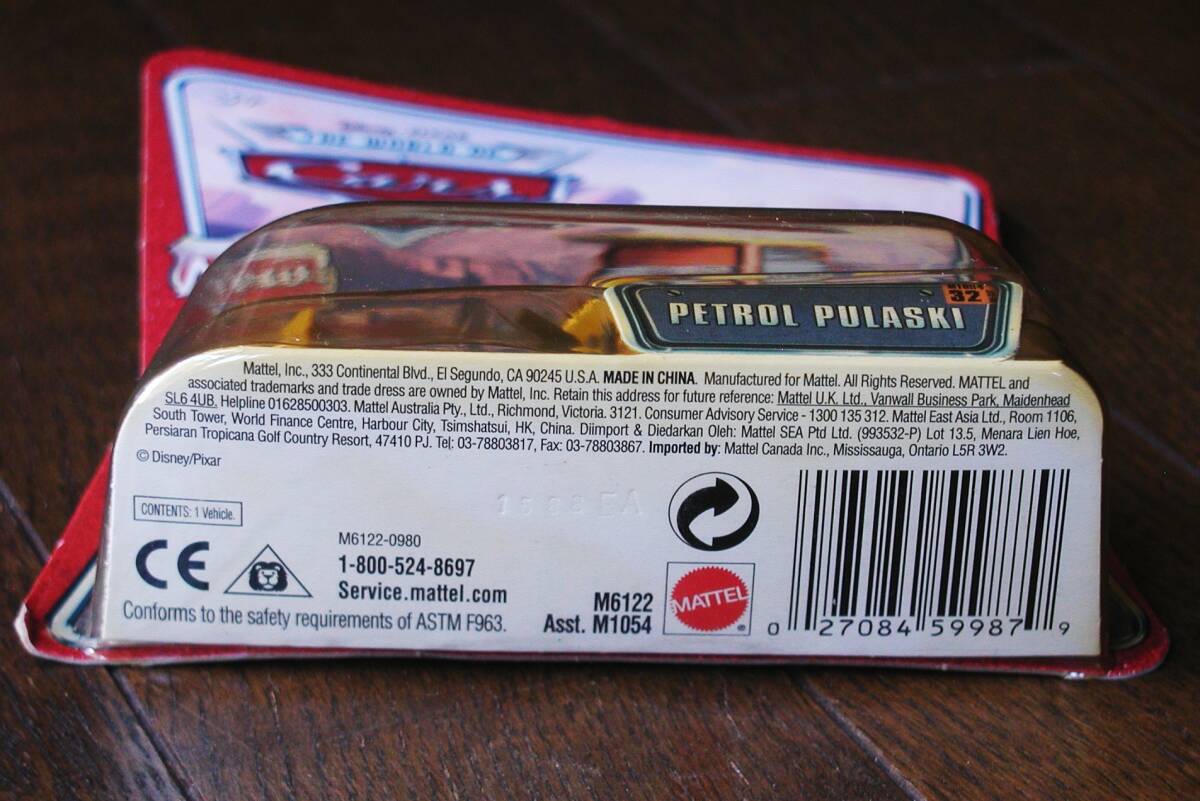 Cars
PETROL PULASKI
32
Mattel, Inc., 333 Continental Blvd., El Segundo, CA 90245 U.S.A. MADE IN CHINA. Manufactured for Mattel. All Rights Reserved. MATTEL and
associated trademarks and trade dress are owned by Mattel, Inc. Retain this address for future reference: Mattel U.K. Ltd., Vanwall Business Park, Maidenhead
SL6 4UB. Helpline 01628500303. Mattel Australia Pty., Ltd., Richmond, Victoria. 3121. Consumer Advisory Service - 1300 135 312. Mattel East Asia Ltd., Room 1106,
South Tower, World Finance Centre, Harbour City, Tsimshatsui, HK, China. Diimport & Diedarkan Oleh: Mattel SEA Ptd Ltd. (993532-P) Lot 13.5, Menara Lien Hoe,
Persiaran Tropicana Golf Country Resort, 47410 PJ. Tel: 03-78803817, Fax: 03-78803867. Imported by: Mattel Canada Inc., Mississauga, Ontario L5R 3W2.
© Disney/Pixar
CONTENTS: 1 Vehicle.
CE
M6122-0980
1-800-524-8697
Service.mattel.com
Conforms to the safety requirements of ASTM F963.
M6122
Asst. M1054
MATTEL
®
0 27084 59987 9